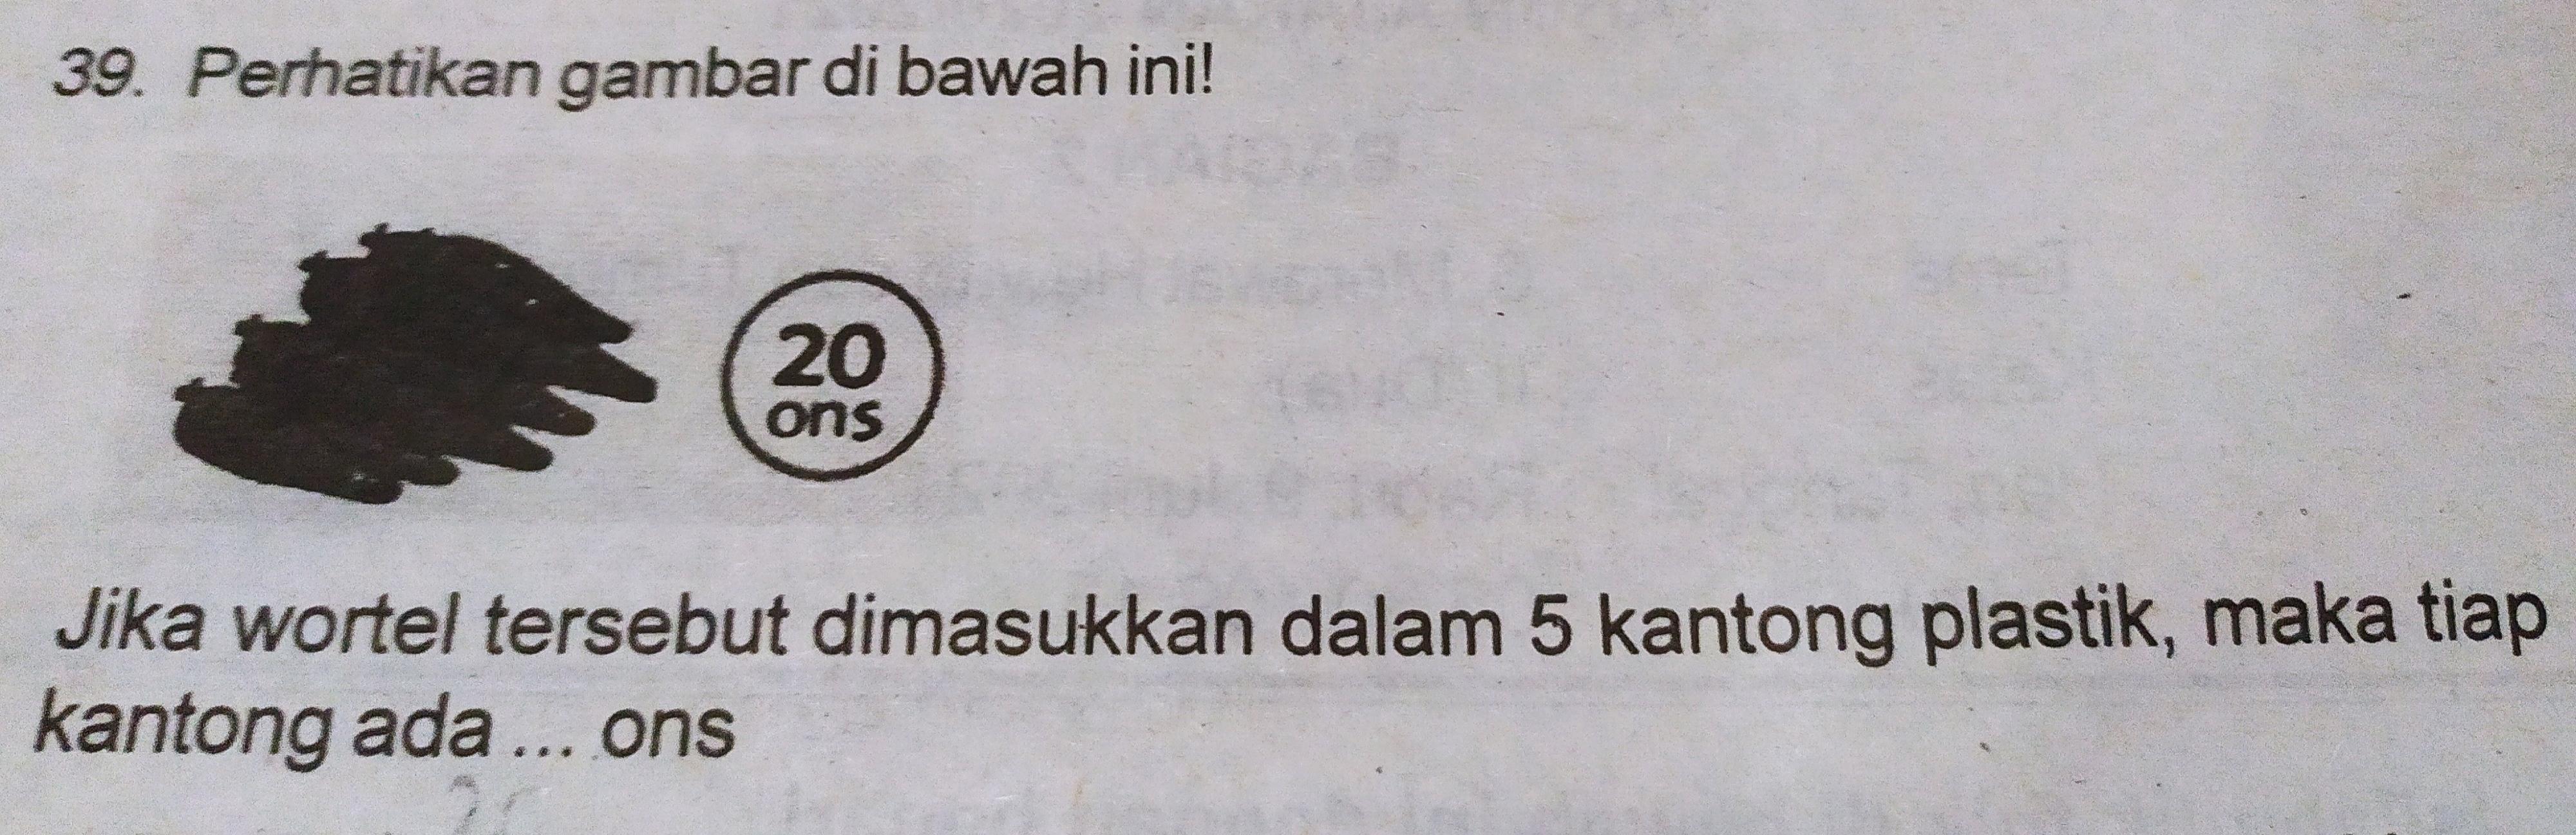 39. Perhatikan gambar di bawah ini!
20
ons
Jika wortel tersebut dimasukkan dalam 5 kantong plastik, maka tiap
kantong ada ... ons